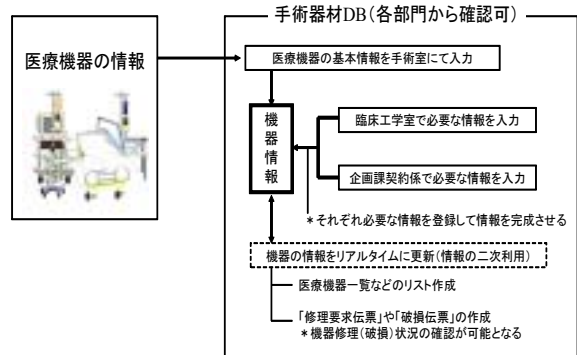 手術器材DB(各部門から確認可)
医療機器の情報
医療機器の基本情報を手術室にて入力
機器情報
臨床工学室で必要な情報を入力
企画課契約係で必要な情報を入力
＊それぞれ必要な情報を登録して情報を完成させる
機器の情報をリアルタイムに更新(情報の二次利用)
医療機器一覧などのリスト作成
「修理要求伝票」や「破損伝票」の作成
＊機器修理(破損)状況の確認が可能となる